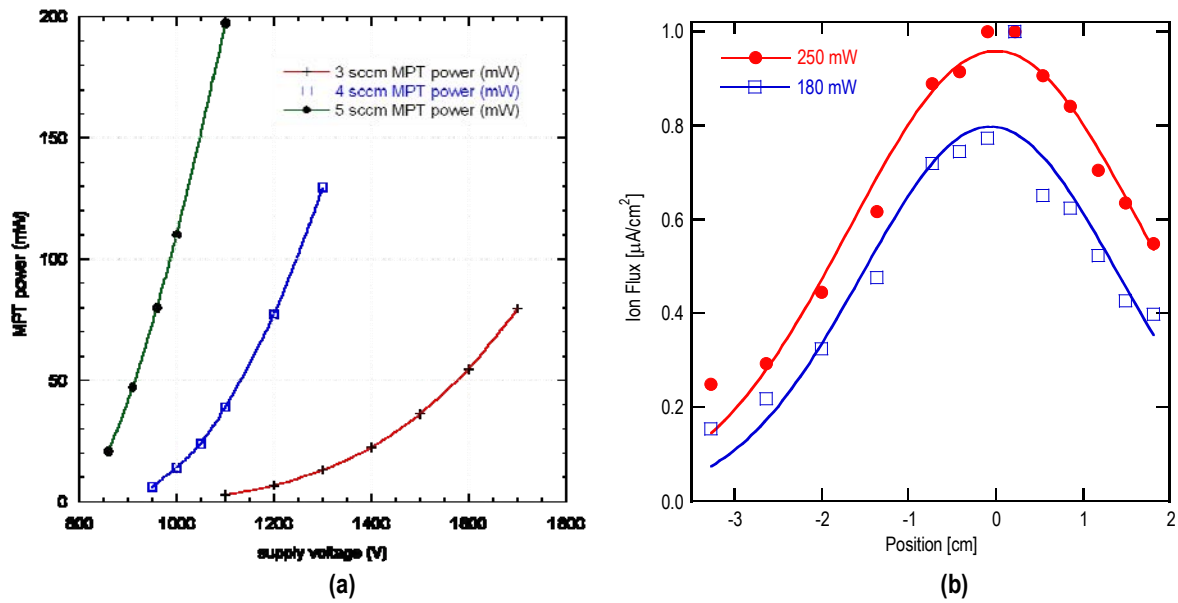 200
150
100
50
0
MPT power (mW)
3 sccm MPT power (mW)
4 sccm MPT power (mW)
5 sccm MPT power (mW)
800 1000 1200 1400 1600 1800
supply voltage (V)
(a)
1.0
0.8
0.6
0.4
0.2
0.0
Ion Flux [µA/cm²]
250 mW
180 mW
-3 -2 -1 0 1 2
Position [cm]
(b)